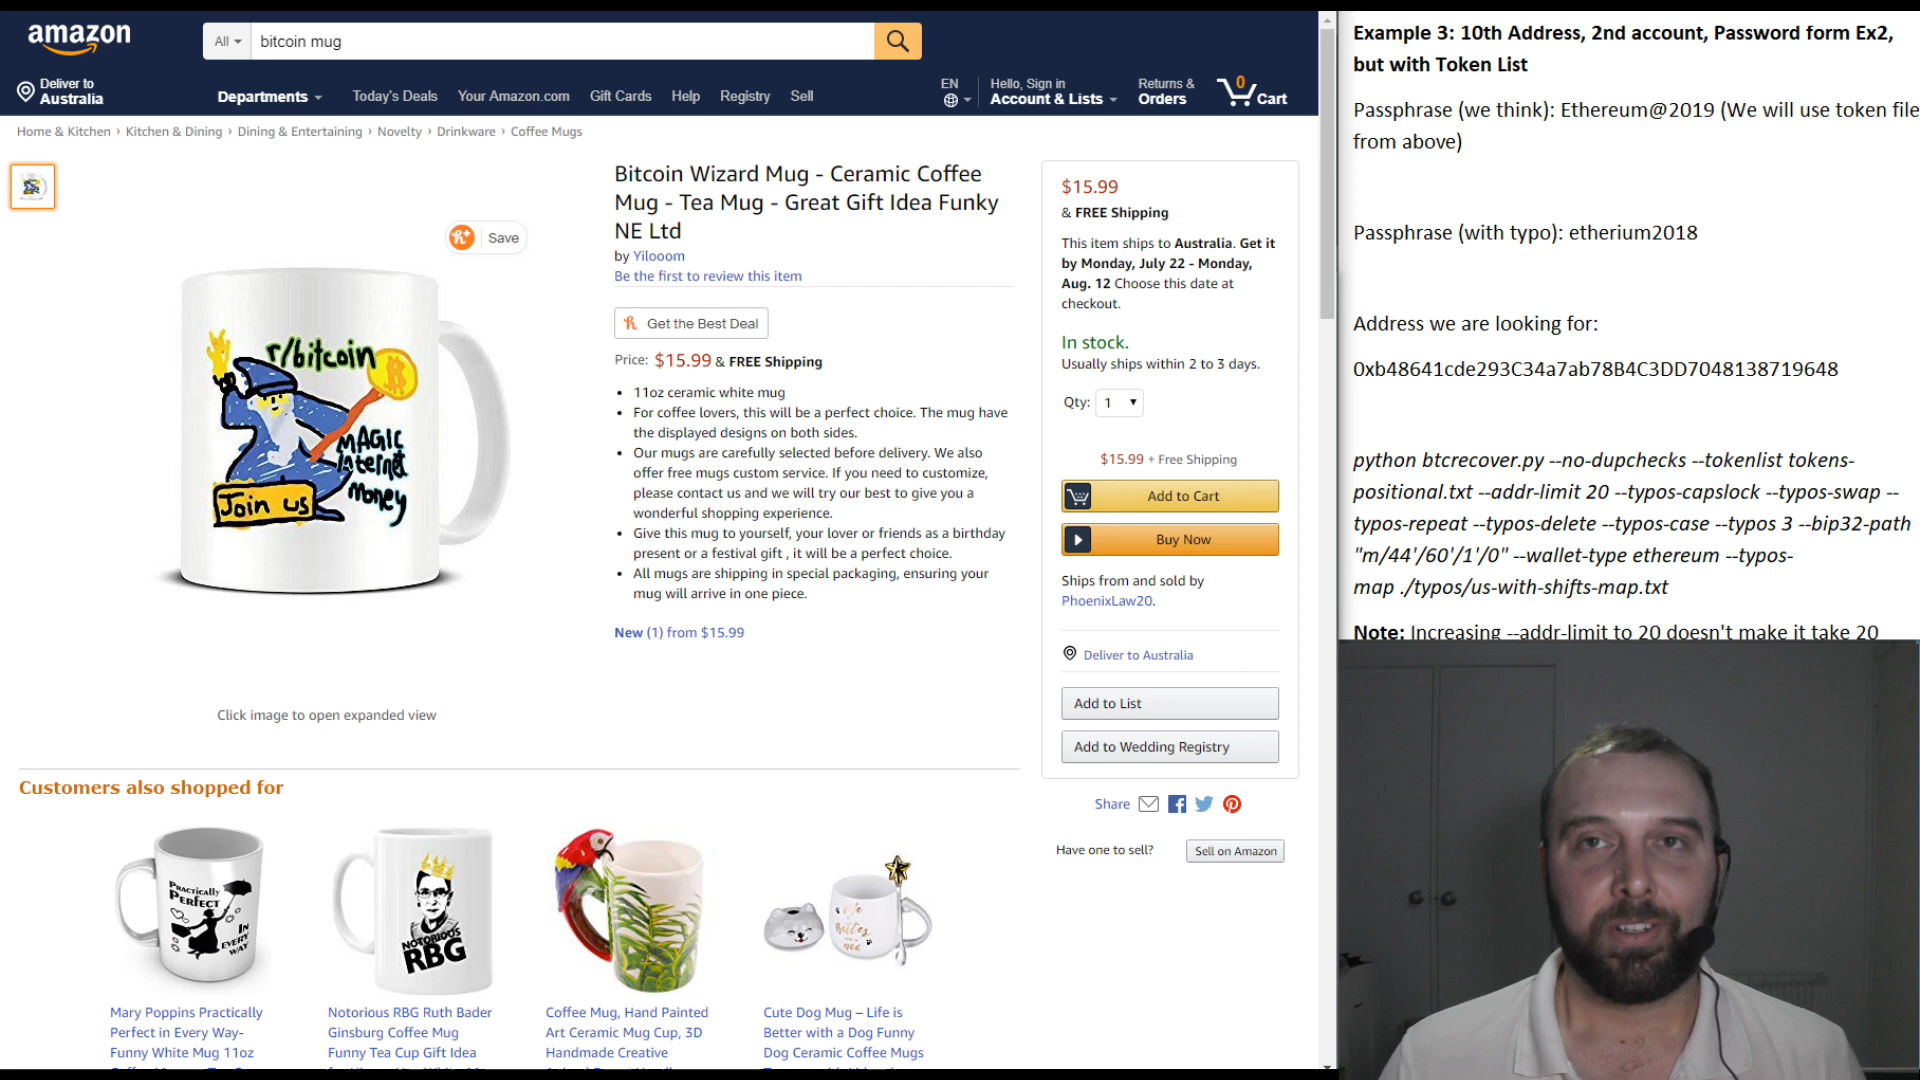 amazon
All
bitcoin mug
Deliver to
Australia
Departments
Today's Deals
Your Amazon.com
Gift Cards
Help
Registry
Sell
EN
Hello, Sign in
Account & Lists
Returns &
Orders
0
Cart
Home & Kitchen › Kitchen & Dining › Dining & Entertaining › Novelty › Drinkware › Coffee Mugs
Save
r/bitcoin
MAGIC
internet
money
Join us
Click image to open expanded view
Bitcoin Wizard Mug - Ceramic Coffee
Mug - Tea Mug - Great Gift Idea Funky
NE Ltd
by Yilooom
Be the first to review this item
Get the Best Deal
Price: $15.99 & FREE Shipping
• 11oz ceramic white mug
• For coffee lovers, this will be a perfect choice. The mug have
the displayed designs on both sides.
• Our mugs are carefully selected before delivery. We also
offer free mugs custom service. If you need to customize,
please contact us and we will try our best to give you a
wonderful shopping experience.
• Give this mug to yourself, your lover or friends as a birthday
present or a festival gift , it will be a perfect choice.
• All mugs are shipping in special packaging, ensuring your
mug will arrive in one piece.
New (1) from $15.99
$15.99
& FREE Shipping
This item ships to Australia. Get it
by Monday, July 22 - Monday,
Aug. 12 Choose this date at
checkout.
In stock.
Usually ships within 2 to 3 days.
Qty: 1
$15.99 + Free Shipping
Add to Cart
Buy Now
Ships from and sold by
PhoenixLaw20.
Deliver to Australia
Add to List
Add to Wedding Registry
Share
Have one to sell?
Sell on Amazon
Customers also shopped for
PRACTICALLY
PERFECT
IN
EVERY
WAY
NOTORIOUS
RBG
Mary Poppins Practically
Perfect in Every Way-
Funny White Mug 11oz
Notorious RBG Ruth Bader
Ginsburg Coffee Mug
Funny Tea Cup Gift Idea
Coffee Mug, Hand Painted
Art Ceramic Mug Cup, 3D
Handmade Creative
Cute Dog Mug – Life is
Better with a Dog Funny
Dog Ceramic Coffee Mugs
Example 3: 10th Address, 2nd account, Password form Ex2,
but with Token List
Passphrase (we think): Ethereum@2019 (We will use token file
from above)
Passphrase (with typo): etherium2018
Address we are looking for:
0xb48641cde293C34a7ab78B4C3DD7048138719648
python btcrecover.py --no-dupchecks --tokenlist tokens-
positional.txt --addr-limit 20 --typos-capslock --typos-swap --
typos-repeat --typos-delete --typos-case --typos 3 --bip32-path
"m/44'/60'/1'/0" --wallet-type ethereum --typos-
map ./typos/us-with-shifts-map.txt
Note: Increasing --addr-limit to 20 doesn't make it take 20